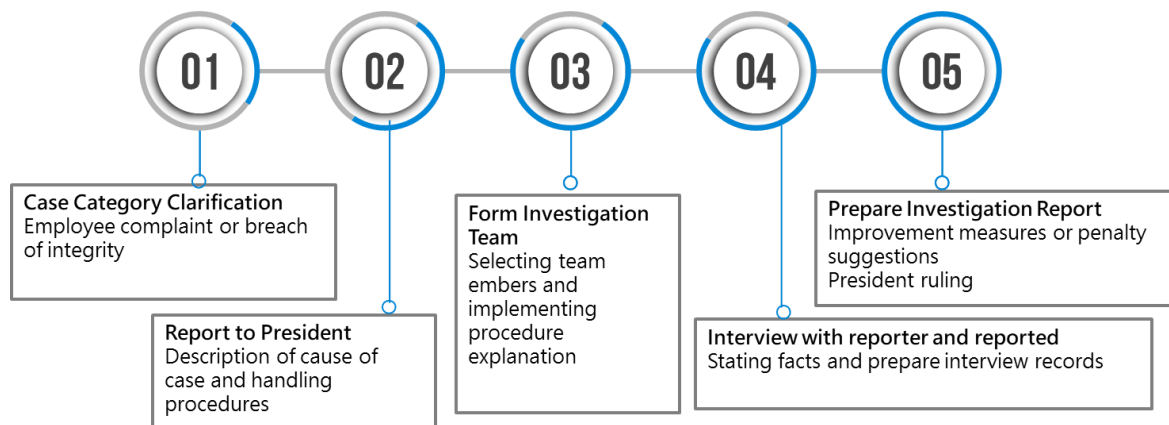 01
02
03
04
05
Case Category Clarification
Employee complaint or breach
of integrity
Report to President
Description of cause of
case and handling
procedures
Form Investigation
Team
Selecting team
embers and
implementing
procedure
explanation
Interview with reporter and reported
Stating facts and prepare interview records
Prepare Investigation Report
Improvement measures or penalty
suggestions
President ruling